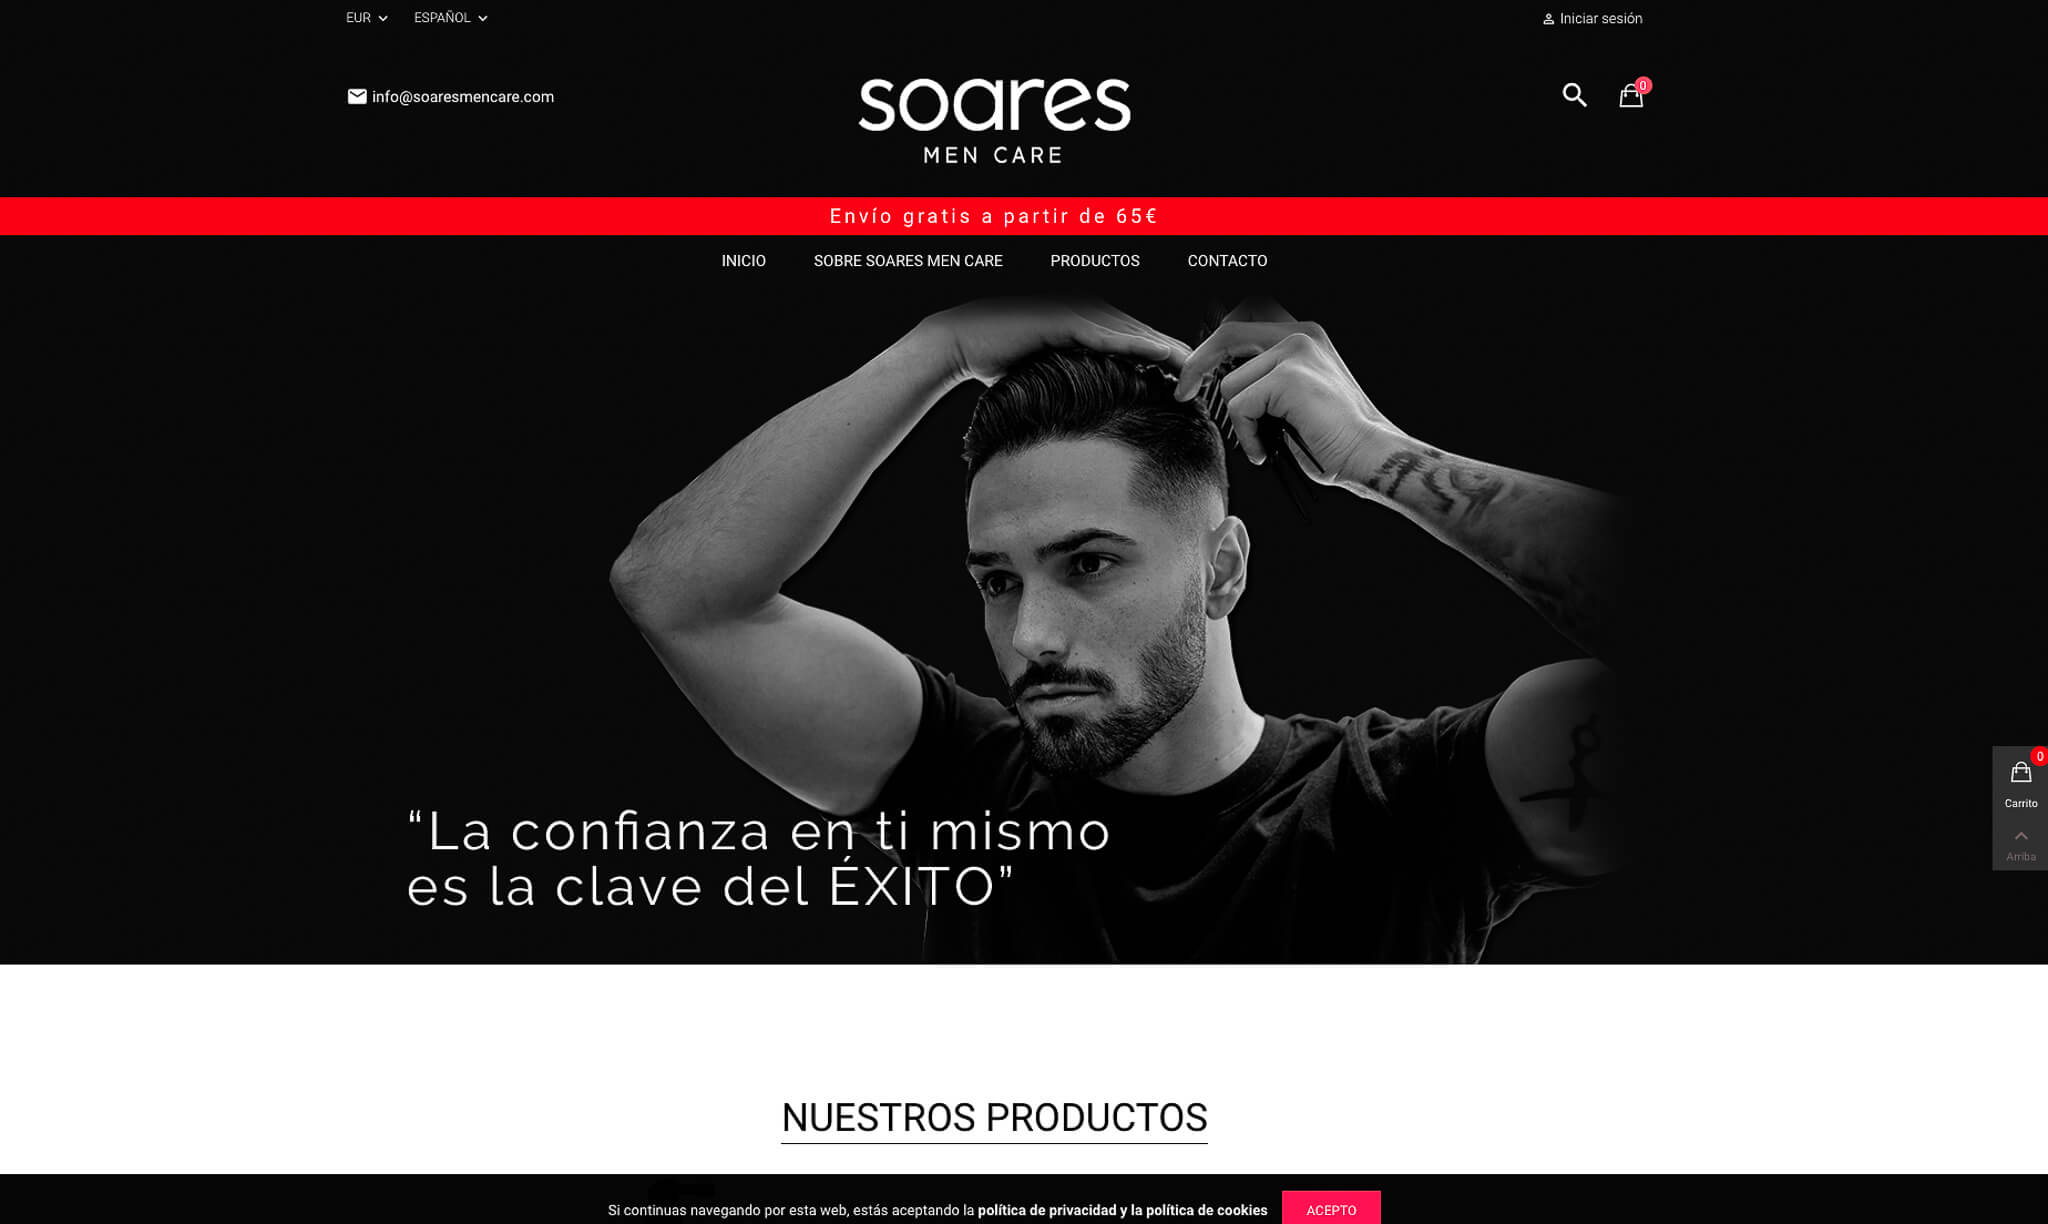 EUR
ESPAÑOL
Iniciar sesión
info@soaresmencare.com
soares
MEN CARE
0
Envío gratis a partir de 65€
INICIO
SOBRE SOARES MEN CARE
PRODUCTOS
CONTACTO
“La confianza en ti mismo
es la clave del ÉXITO”
0
Carrito
Arriba
NUESTROS PRODUCTOS
Si continuas navegando por esta web, estás aceptando la política de privacidad y la política de cookies
ACEPTO